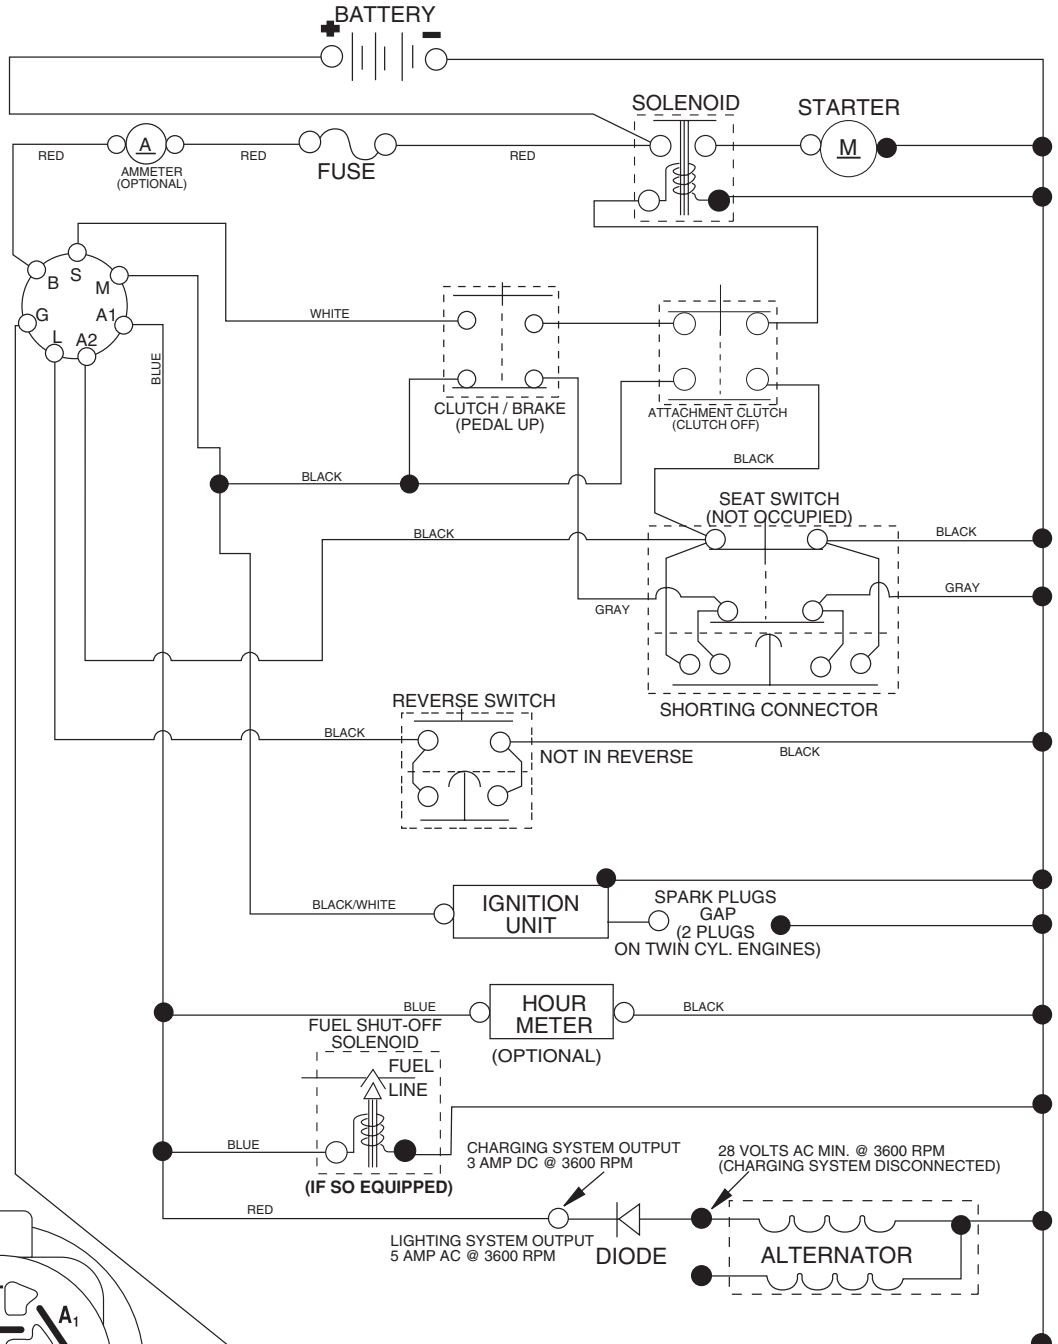 BATTERY
+
-
SOLENOID
STARTER
A
M
RED
RED
RED
AMMETER
(OPTIONAL)
FUSE
B
S
M
G
A1
L
A2
WHITE
BLUE
CLUTCH / BRAKE
(PEDAL UP)
ATTACHMENT CLUTCH
(CLUTCH OFF)
BLACK
BLACK
SEAT SWITCH
(NOT OCCUPIED)
BLACK
BLACK
GRAY
GRAY
REVERSE SWITCH
SHORTING CONNECTOR
BLACK
NOT IN REVERSE
BLACK
BLACK/WHITE
IGNITION
UNIT
SPARK PLUGS
GAP
(2 PLUGS
ON TWIN CYL. ENGINES)
BLUE
HOUR
METER
BLACK
(OPTIONAL)
FUEL SHUT-OFF
SOLENOID
FUEL
LINE
BLUE
(IF SO EQUIPPED)
CHARGING SYSTEM OUTPUT
3 AMP DC @ 3600 RPM
28 VOLTS AC MIN. @ 3600 RPM
(CHARGING SYSTEM DISCONNECTED)
RED
LIGHTING SYSTEM OUTPUT
5 AMP AC @ 3600 RPM
DIODE
ALTERNATOR
A₁